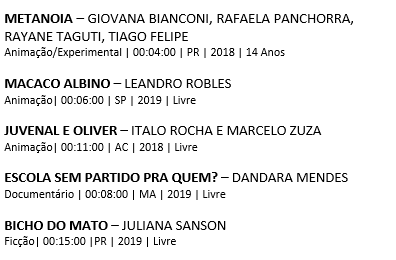 METANOIA – GIOVANA BIANCONI, RAFAELA PANCHORRA,
RAYANE TAGUTI, TIAGO FELIPE
Animação/Experimental | 00:04:00 | PR | 2018 | 14 Anos
MACACO ALBINO – LEANDRO ROBLES
Animação| 00:06:00 | SP | 2019 | Livre
JUVENAL E OLIVER – ITALO ROCHA E MARCELO ZUZA
Animação| 00:11:00 | AC | 2018 | Livre
ESCOLA SEM PARTIDO PRA QUEM? – DANDARA MENDES
Documentário | 00:08:00 | MA | 2019 | Livre
BICHO DO MATO – JULIANA SANSON
Ficção| 00:15:00 |PR | 2019 | Livre